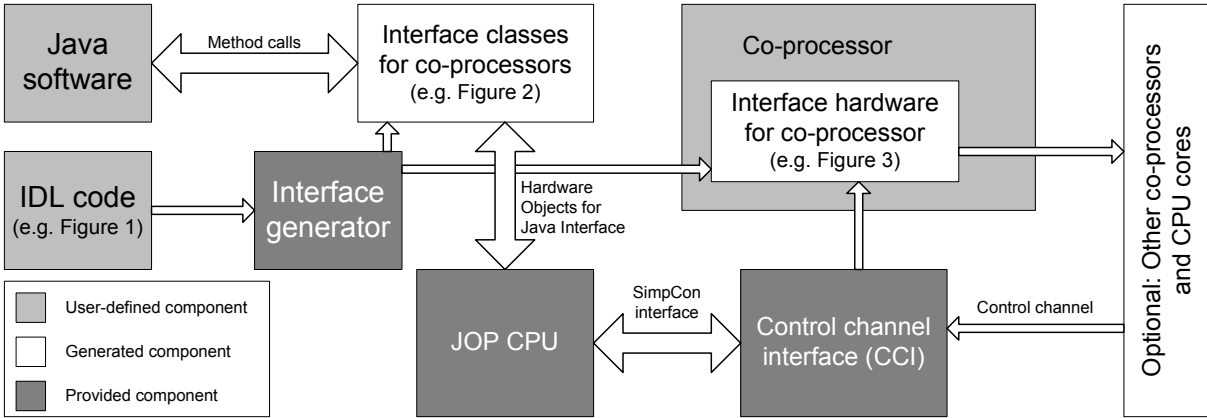 Java
software
Method calls
Interface classes
for co-processors
(e.g. Figure 2)
Co-processor
Interface hardware
for co-processor
(e.g. Figure 3)
Optional: Other co-processors
and CPU cores
IDL code
(e.g. Figure 1)
Interface
generator
Hardware
Objects for
Java Interface
JOP CPU
SimpCon
interface
Control channel
interface (CCI)
Control channel
User-defined component
Generated component
Provided component